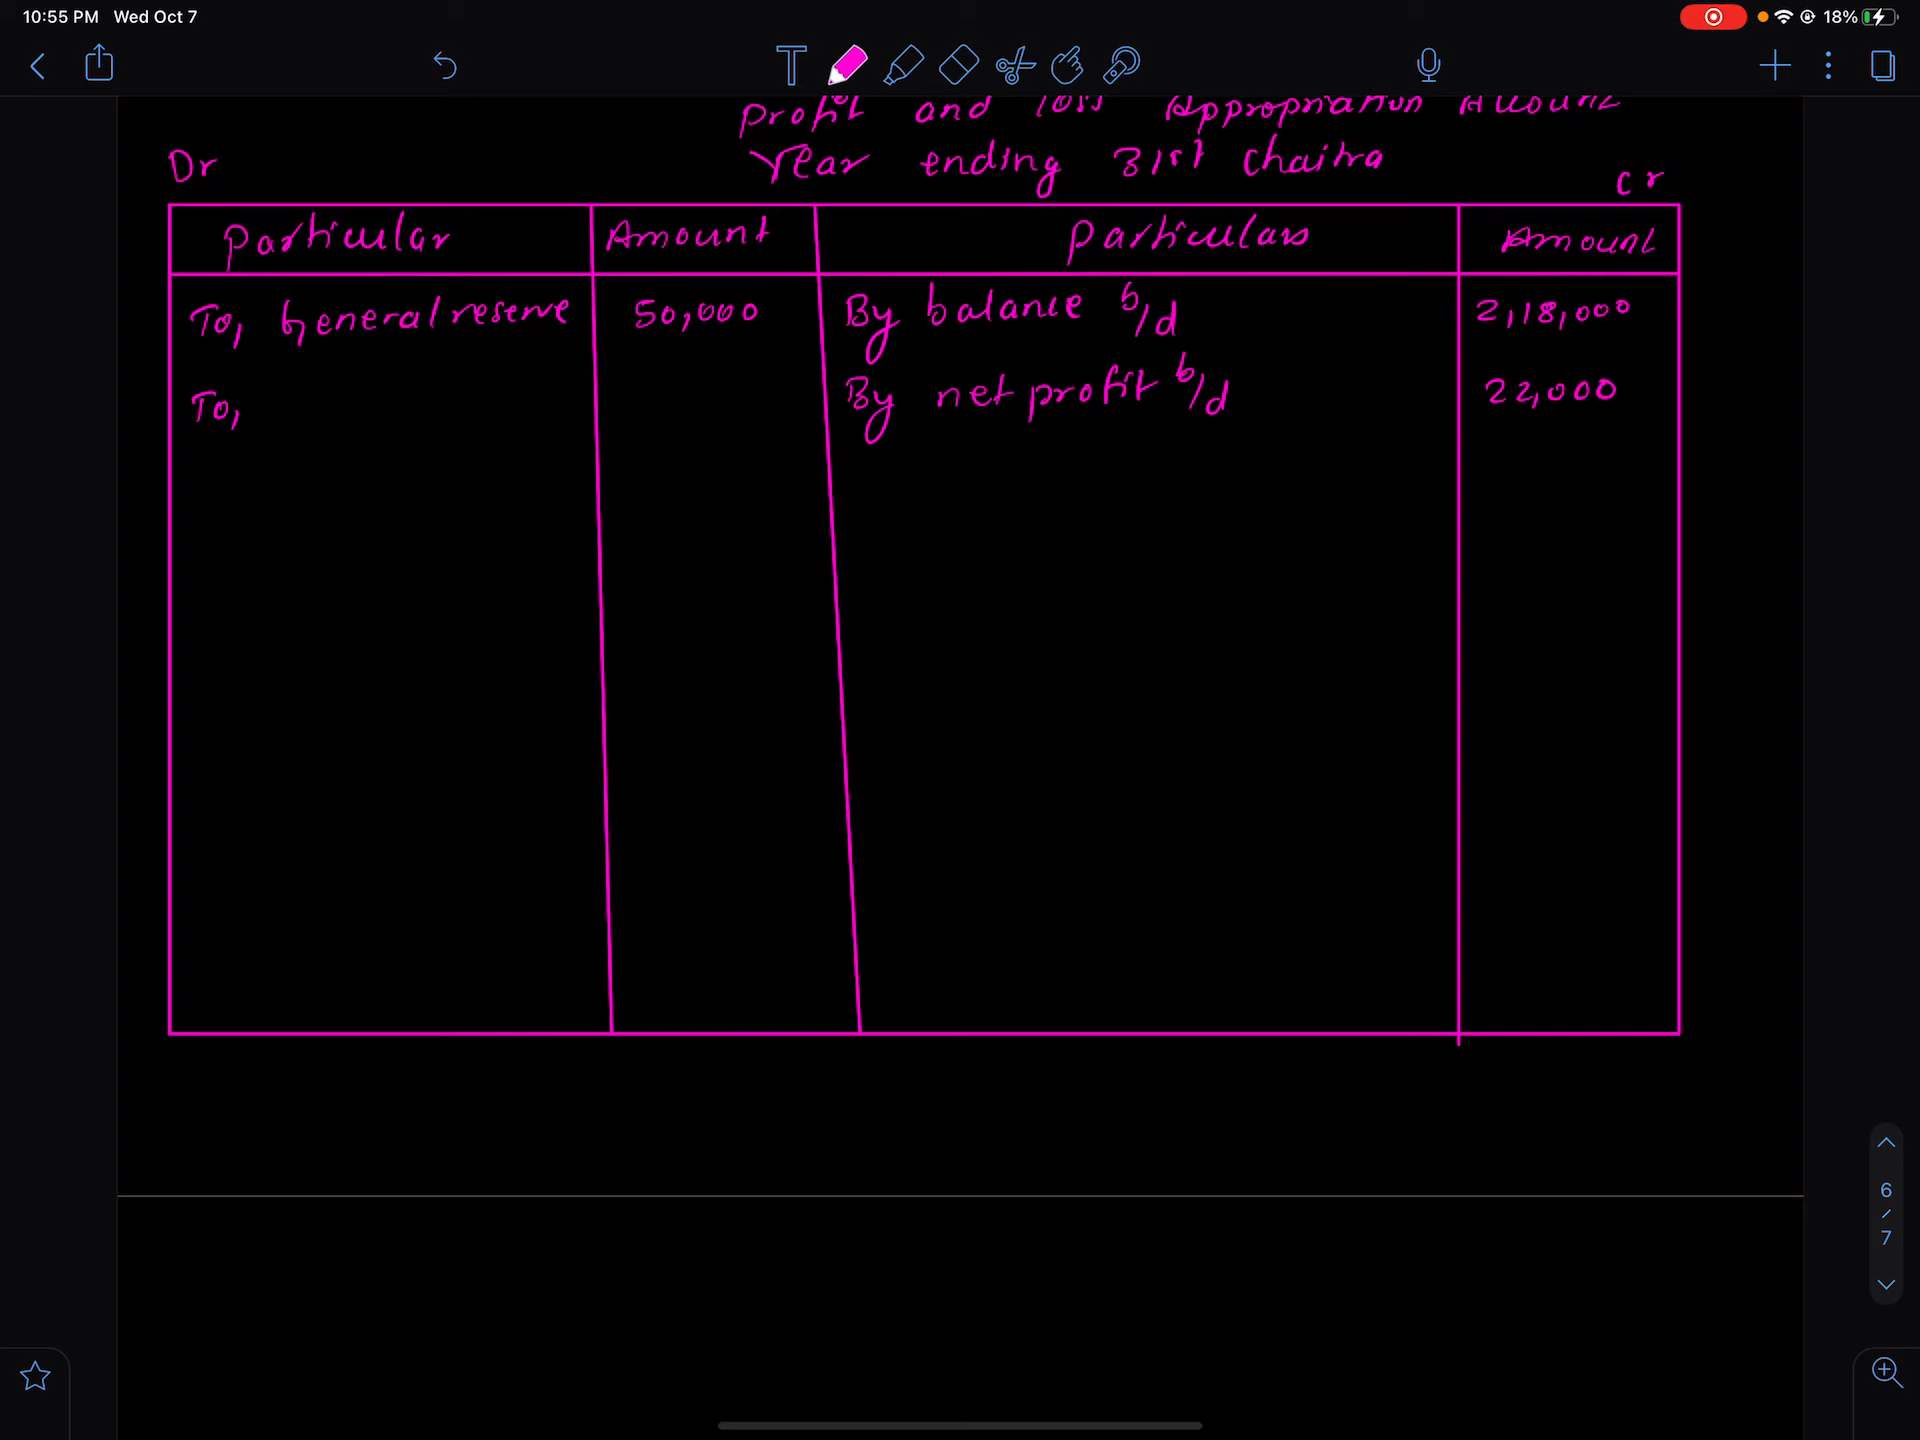 10:55 PM Wed Oct 7
18%
Profit and loss Appropriation Account
Year ending 31st Chaitra
Dr
Cr
Particular Amount Particulars Amount
To, General reserve 50,000 By balance b/d 2,18,000
To, By net profit b/d 22,000
6
/
7